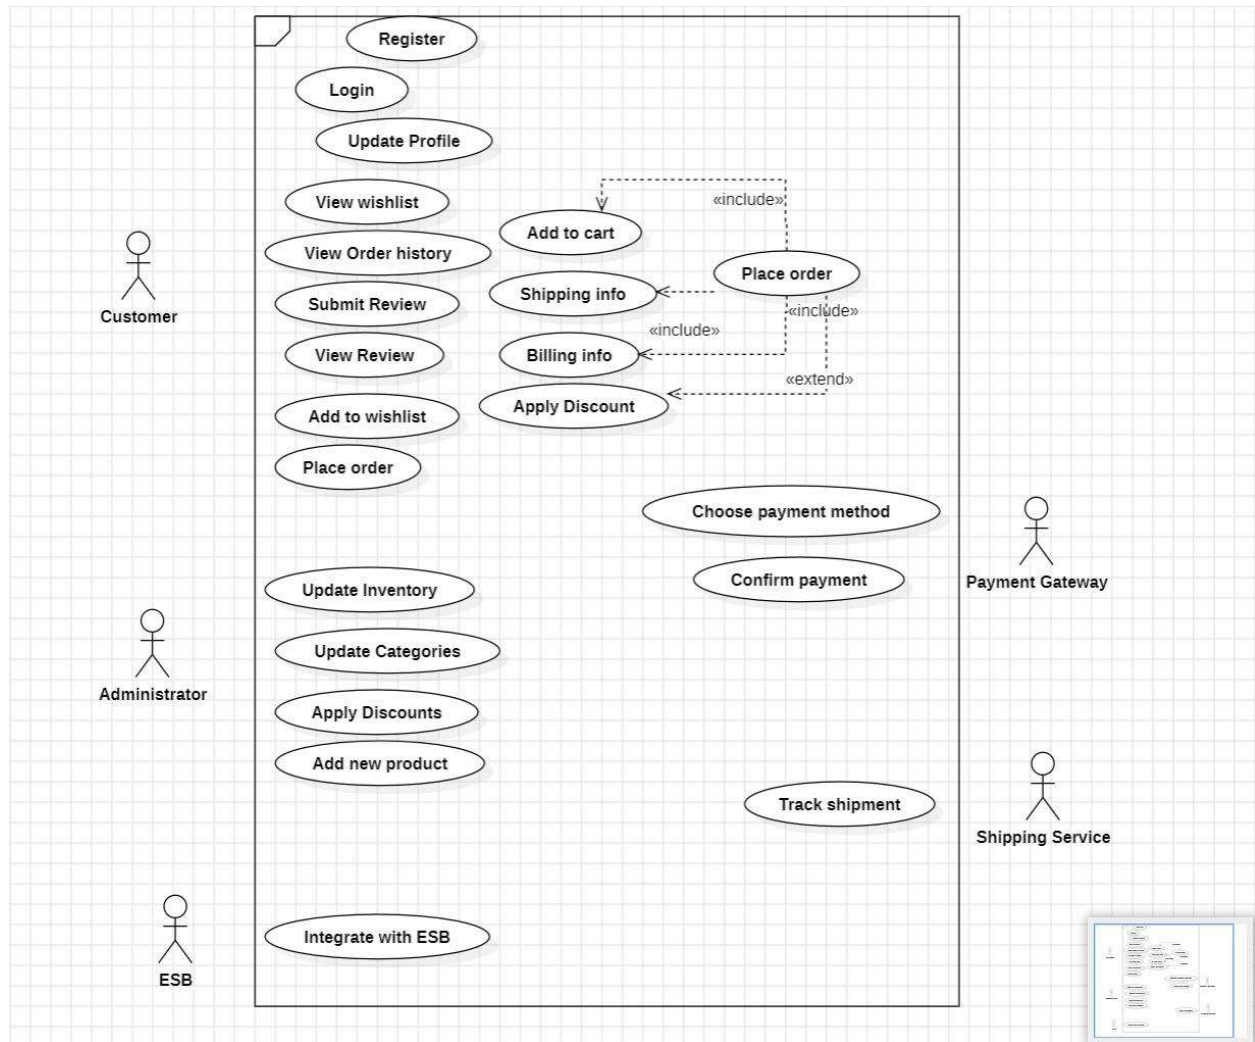 Register
Login
Update Profile
View wishlist
«include»
Add to cart
View Order history
Place order
Customer
Shipping info
Submit Review
«include»
«include»
View Review
Billing info
«extend»
Apply Discount
Add to wishlist
Place order
Choose payment method
Confirm payment
Payment Gateway
Update Inventory
Administrator
Update Categories
Apply Discounts
Add new product
Track shipment
Shipping Service
Integrate with ESB
ESB